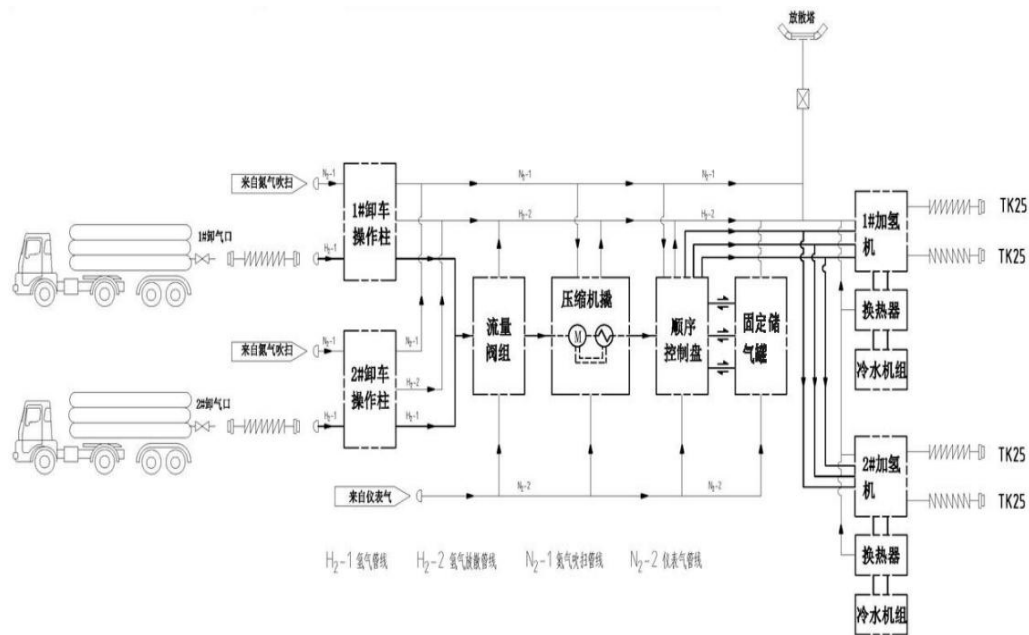 放散塔
来自氮气吹扫
N₂-1
1#卸车
操作柱
N₂-1
N₂-1
H₂-2
H₂-2
1#卸气口
H₂-1
H₂-1
1#加氢
机
TK25
TK25
流量
阀组
压缩机撬
M
顺序
控制盘
固定储
气罐
换热器
冷水机组
来自氮气吹扫
N₂-1
2#卸车
操作柱
N₂-1
H₂-2
2#卸气口
H₂-1
H₂-1
2#加氢
机
TK25
TK25
来自仪表气
N₂-2
N₂-2
换热器
冷水机组
H₂-1 氢气管线
H₂-2 氢气放散管线
N₂-1 氮气吹扫管线
N₂-2 仪表气管线